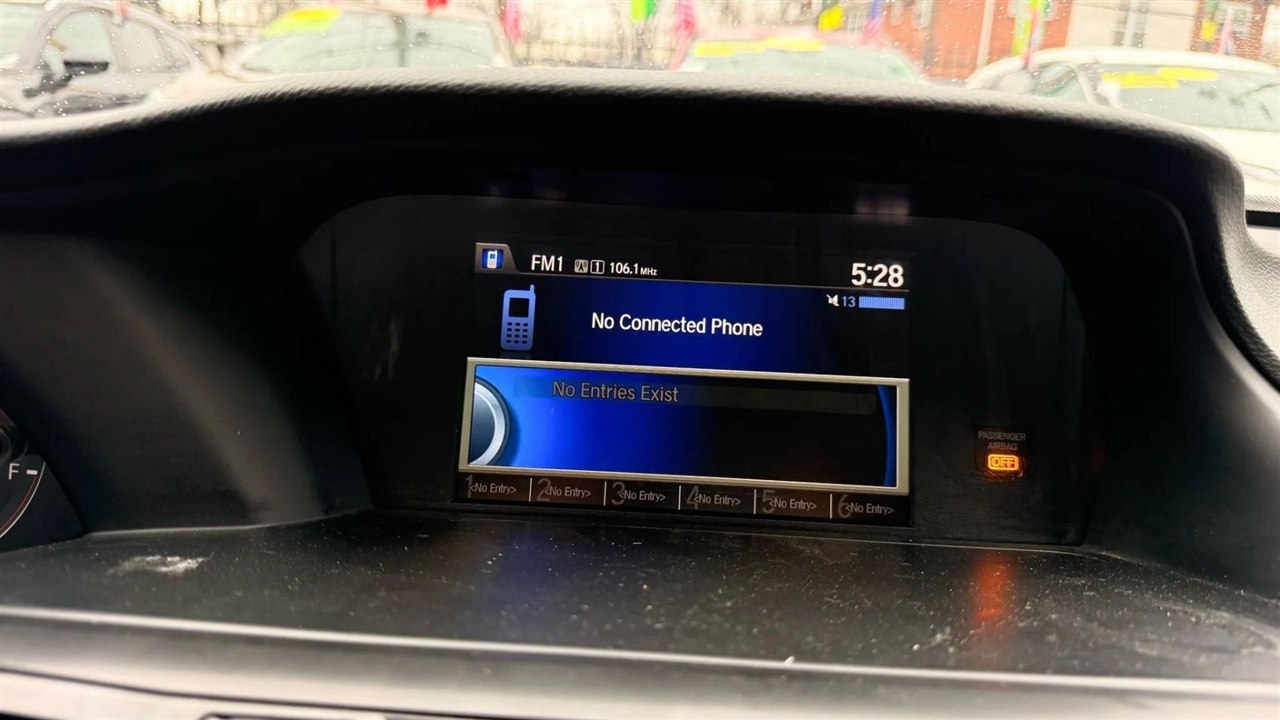 FM1 1 106.1MHz
5:28
13
No Connected Phone
No Entries Exist
PASSENGER
AIRBAG
OFF
1 <No Entry> 2 <No Entry> 3 <No Entry> 4 <No Entry> 5 <No Entry> 6 <No Entry>
F